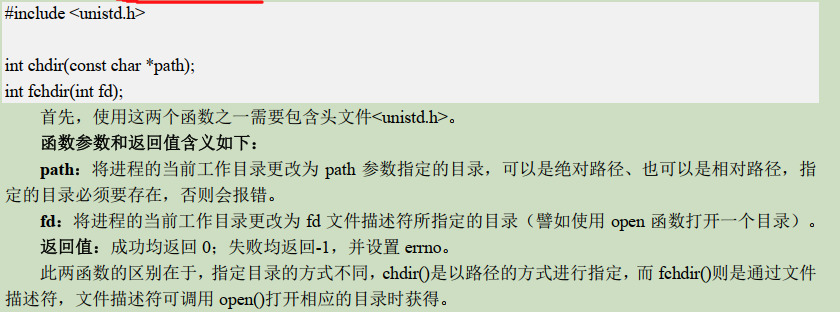 #include <unistd.h>
int chdir(const char *path);
int fchdir(int fd);
首先，使用这两个函数之一需要包含头文件<unistd.h>。
函数参数和返回值含义如下：
path：将进程的当前工作目录更改为 path 参数指定的目录，可以是绝对路径、也可以是相对路径，指
定的目录必须要存在，否则会报错。
fd：将进程的当前工作目录更改为 fd 文件描述符所指定的目录（譬如使用 open 函数打开一个目录）。
返回值：成功均返回 0；失败均返回-1，并设置 errno。
此两函数的区别在于，指定目录的方式不同，chdir()是以路径的方式进行指定，而 fchdir()则是通过文件
描述符，文件描述符可调用 open()打开相应的目录时获得。